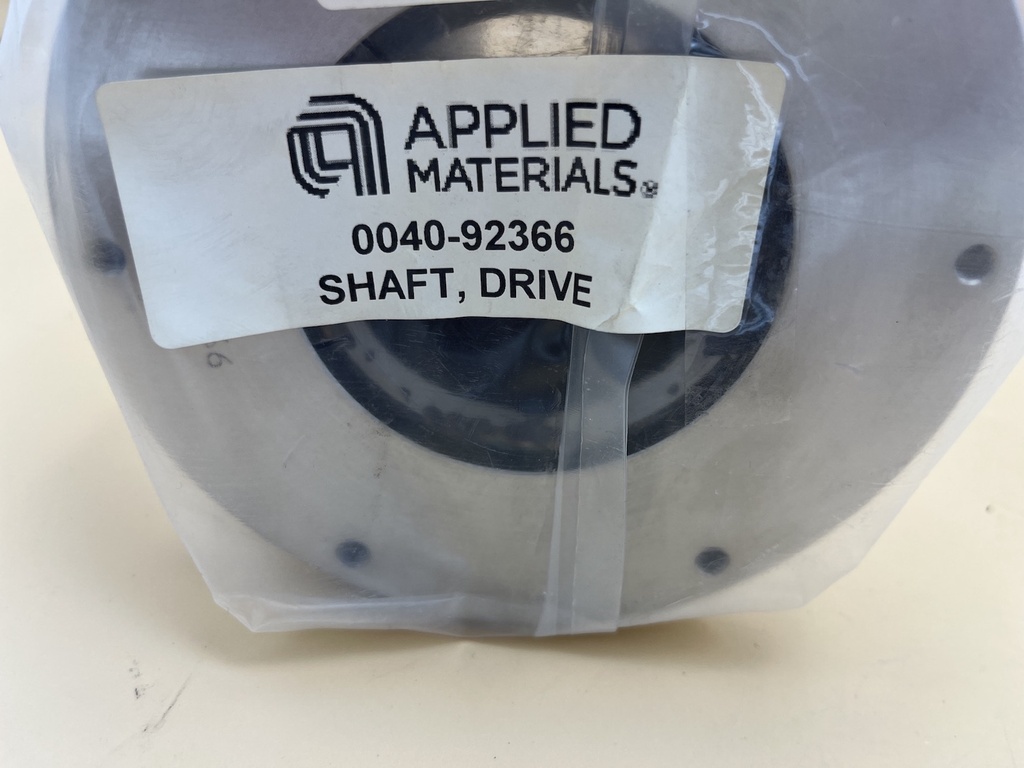 APPLIED
MATERIALS®
0040-92366
SHAFT, DRIVE